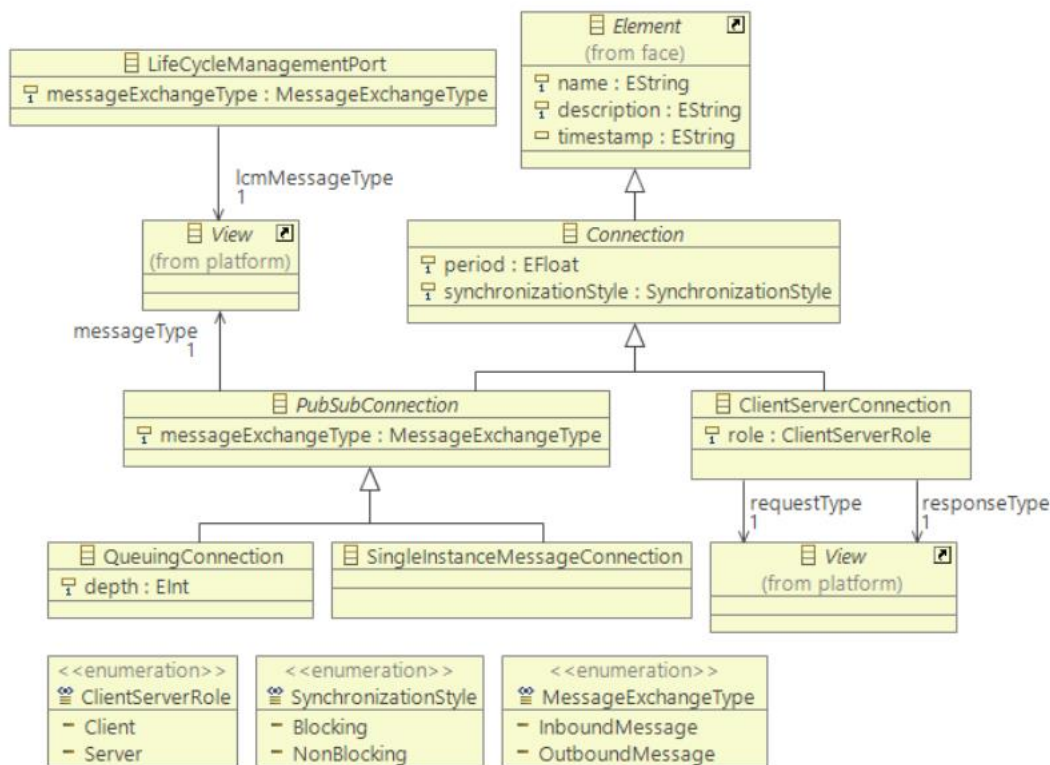 LifeCycleManagementPort
messageExchangeType : MessageExchangeType
Element
(from face)
name : EString
description : EString
timestamp : EString
lcmMessageType
1
View
(from platform)
messageType
1
Connection
period : EFloat
synchronizationStyle : SynchronizationStyle
PubSubConnection
messageExchangeType : MessageExchangeType
ClientServerConnection
role : ClientServerRole
requestType
1
responseType
1
QueuingConnection
depth : EInt
SingleInstanceMessageConnection
View
(from platform)
<<enumeration>>
ClientServerRole
Client
Server
<<enumeration>>
SynchronizationStyle
Blocking
NonBlocking
<<enumeration>>
MessageExchangeType
InboundMessage
OutboundMessage